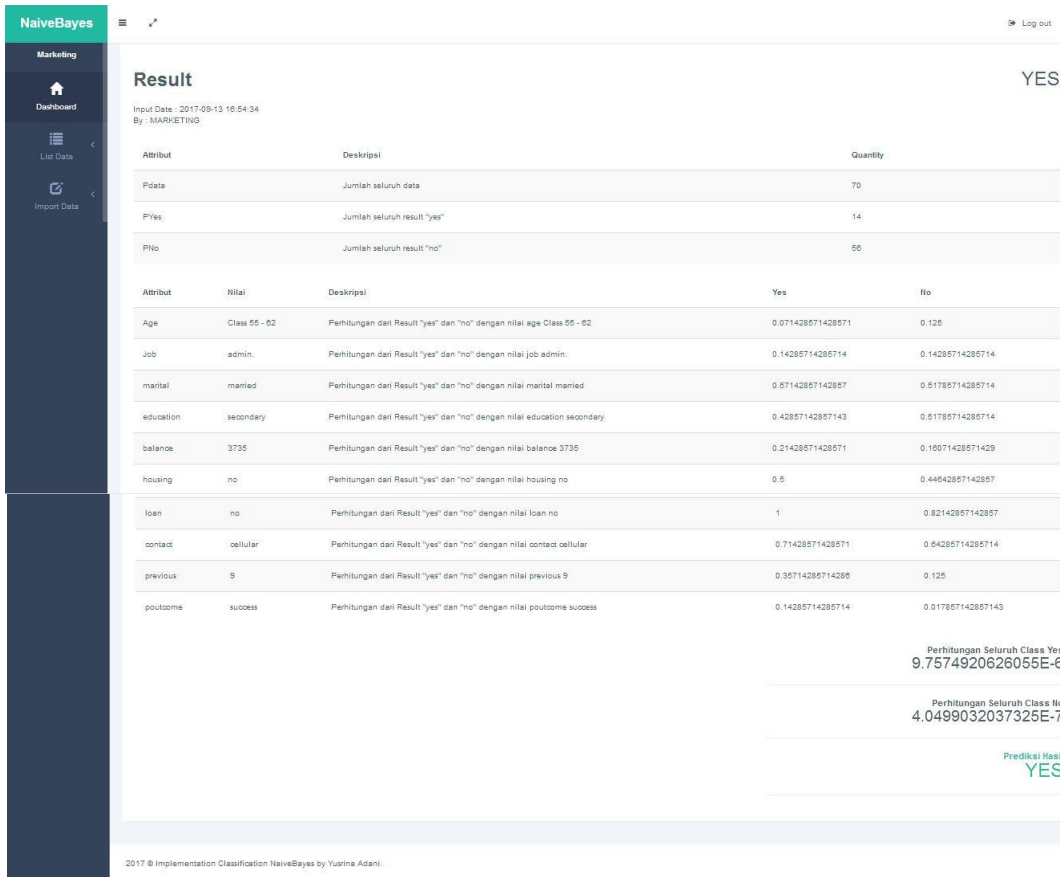 NaiveBayes
Log out
Marketing
Dashboard
List Data
Import Data
Result
YES
Input Date : 2017-09-13 16:54:34
By : MARKETING
Attribut Deskripsi Quantity
Pdata Jumlah seluruh data 70
PYes Jumlah seluruh result "yes" 14
PNo Jumlah seluruh result "no" 56
Attribut Nilai Deskripsi Yes No
Age Class 55 - 62 Perhitungan dari Result "yes" dan "no" dengan nilai age Class 55 - 62 0.071428571428571 0.125
Job admin. Perhitungan dari Result "yes" dan "no" dengan nilai job admin. 0.14285714285714 0.14285714285714
marital married Perhitungan dari Result "yes" dan "no" dengan nilai marital married 0.57142857142857 0.51785714285714
education secondary Perhitungan dari Result "yes" dan "no" dengan nilai education secondary 0.42857142857143 0.51785714285714
balance 3735 Perhitungan dari Result "yes" dan "no" dengan nilai balance 3735 0.21428571428571 0.16071428571429
housing no Perhitungan dari Result "yes" dan "no" dengan nilai housing no 0.5 0.44642857142857
loan no Perhitungan dari Result "yes" dan "no" dengan nilai loan no 1 0.82142857142857
contact cellular Perhitungan dari Result "yes" dan "no" dengan nilai contact cellular 0.71428571428571 0.64285714285714
previous 9 Perhitungan dari Result "yes" dan "no" dengan nilai previous 9 0.35714285714286 0.125
poutcome success Perhitungan dari Result "yes" dan "no" dengan nilai poutcome success 0.14285714285714 0.017857142857143
Perhitungan Seluruh Class Yes
9.7574920626055E-6
Perhitungan Seluruh Class No
4.0499032037325E-7
Prediksi Hasi
YES
2017 © Implementation Classification NaiveBayes by Yusrina Adani.